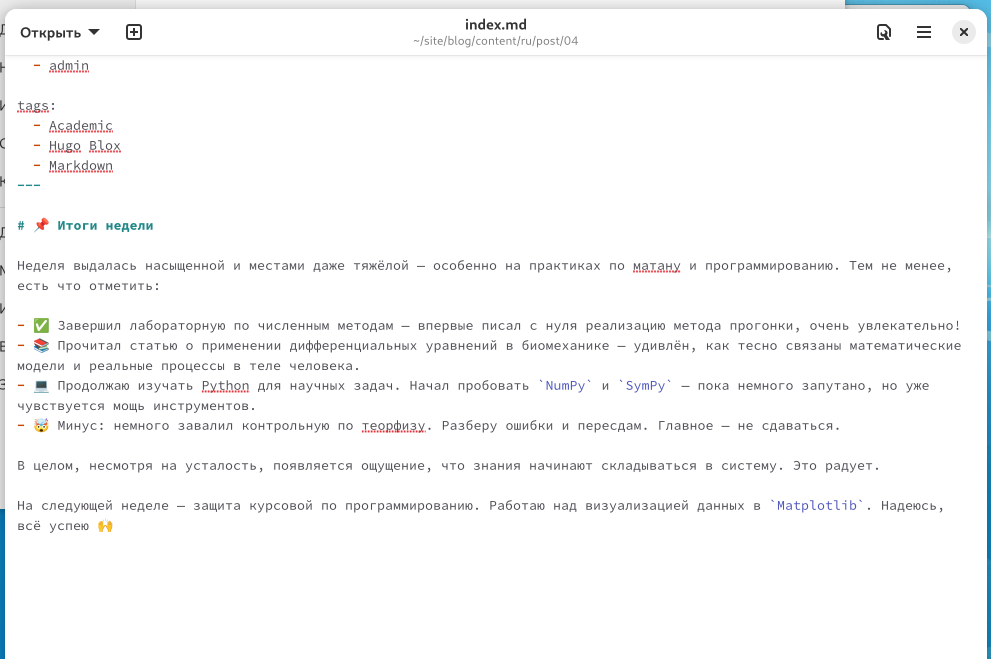 Открыть
index.md
~/site/blog/content/ru/post/04
- admin
tags:
- Academic
- Hugo Blox
- Markdown
---
# 📌 Итоги недели
Неделя выдалась насыщенной и местами даже тяжёлой — особенно на практиках по матану и программированию. Тем не менее,
есть что отметить:
- ✅ Завершил лабораторную по численным методам — впервые писал с нуля реализацию метода прогонки, очень увлекательно!
- 📚 Прочитал статью о применении дифференциальных уравнений в биомеханике — удивлён, как тесно связаны математические
модели и реальные процессы в теле человека.
- 💻 Продолжаю изучать Python для научных задач. Начал пробовать `NumPy` и `SymPy` — пока немного запутано, но уже
чувствуется мощь инструментов.
- 🤯 Минус: немного завалил контрольную по теорфизу. Разберу ошибки и пересдам. Главное — не сдаваться.
В целом, несмотря на усталость, появляется ощущение, что знания начинают складываться в систему. Это радует.
На следующей неделе — защита курсовой по программированию. Работаю над визуализацией данных в `Matplotlib`. Надеюсь,
всё успею 🙌